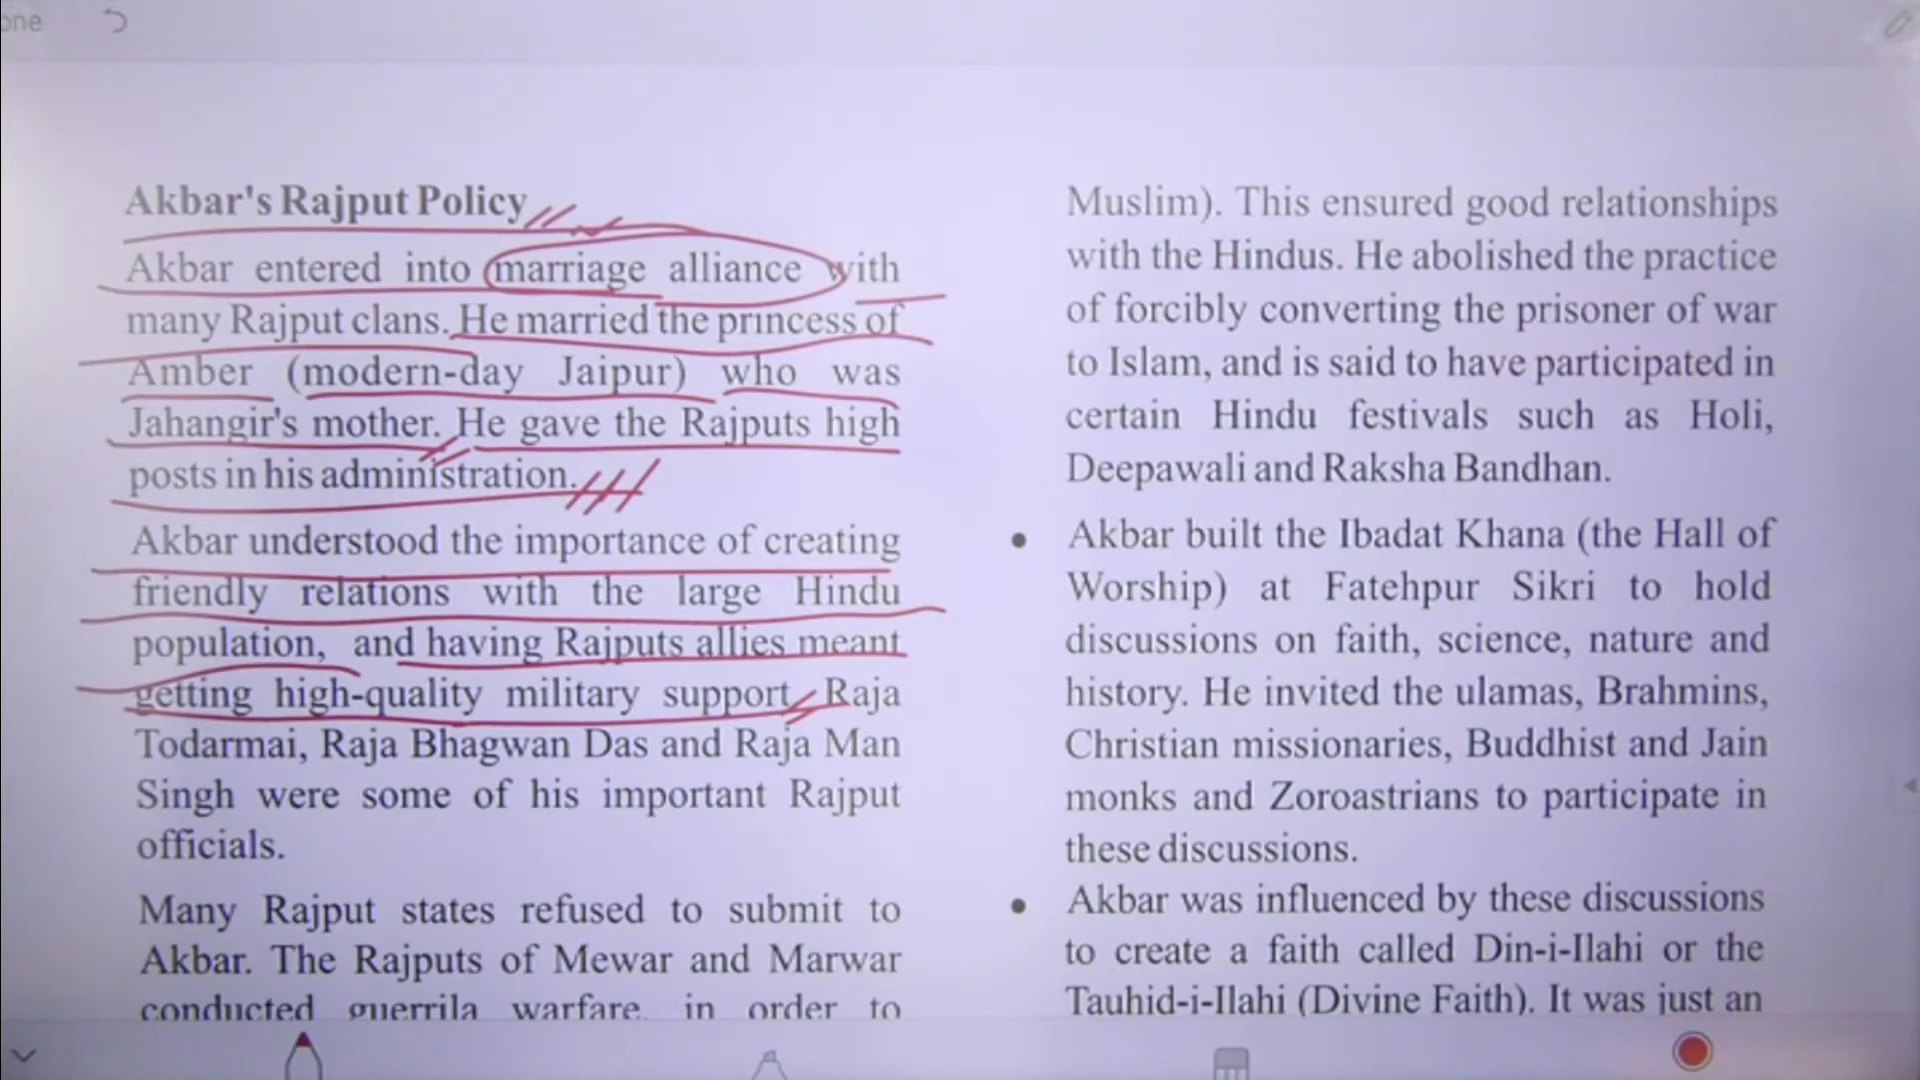 one
Akbar's Rajput Policy
Akbar entered into marriage alliance with
many Rajput clans. He married the princess of
Amber (modern-day Jaipur) who was
Jahangir's mother. He gave the Rajputs high
posts in his administration.
Akbar understood the importance of creating
friendly relations with the large Hindu
population, and having Rajputs allies meant
getting high-quality military support. Raja
Todarmai, Raja Bhagwan Das and Raja Man
Singh were some of his important Rajput
officials.
Many Rajput states refused to submit to
Akbar. The Rajputs of Mewar and Marwar
conducted guerrila warfare, in order to
Muslim). This ensured good relationships
with the Hindus. He abolished the practice
of forcibly converting the prisoner of war
to Islam, and is said to have participated in
certain Hindu festivals such as Holi,
Deepawali and Raksha Bandhan.
• Akbar built the Ibadat Khana (the Hall of
Worship) at Fatehpur Sikri to hold
discussions on faith, science, nature and
history. He invited the ulamas, Brahmins,
Christian missionaries, Buddhist and Jain
monks and Zoroastrians to participate in
these discussions.
• Akbar was influenced by these discussions
to create a faith called Din-i-Ilahi or the
Tauhid-i-Ilahi (Divine Faith). It was just an